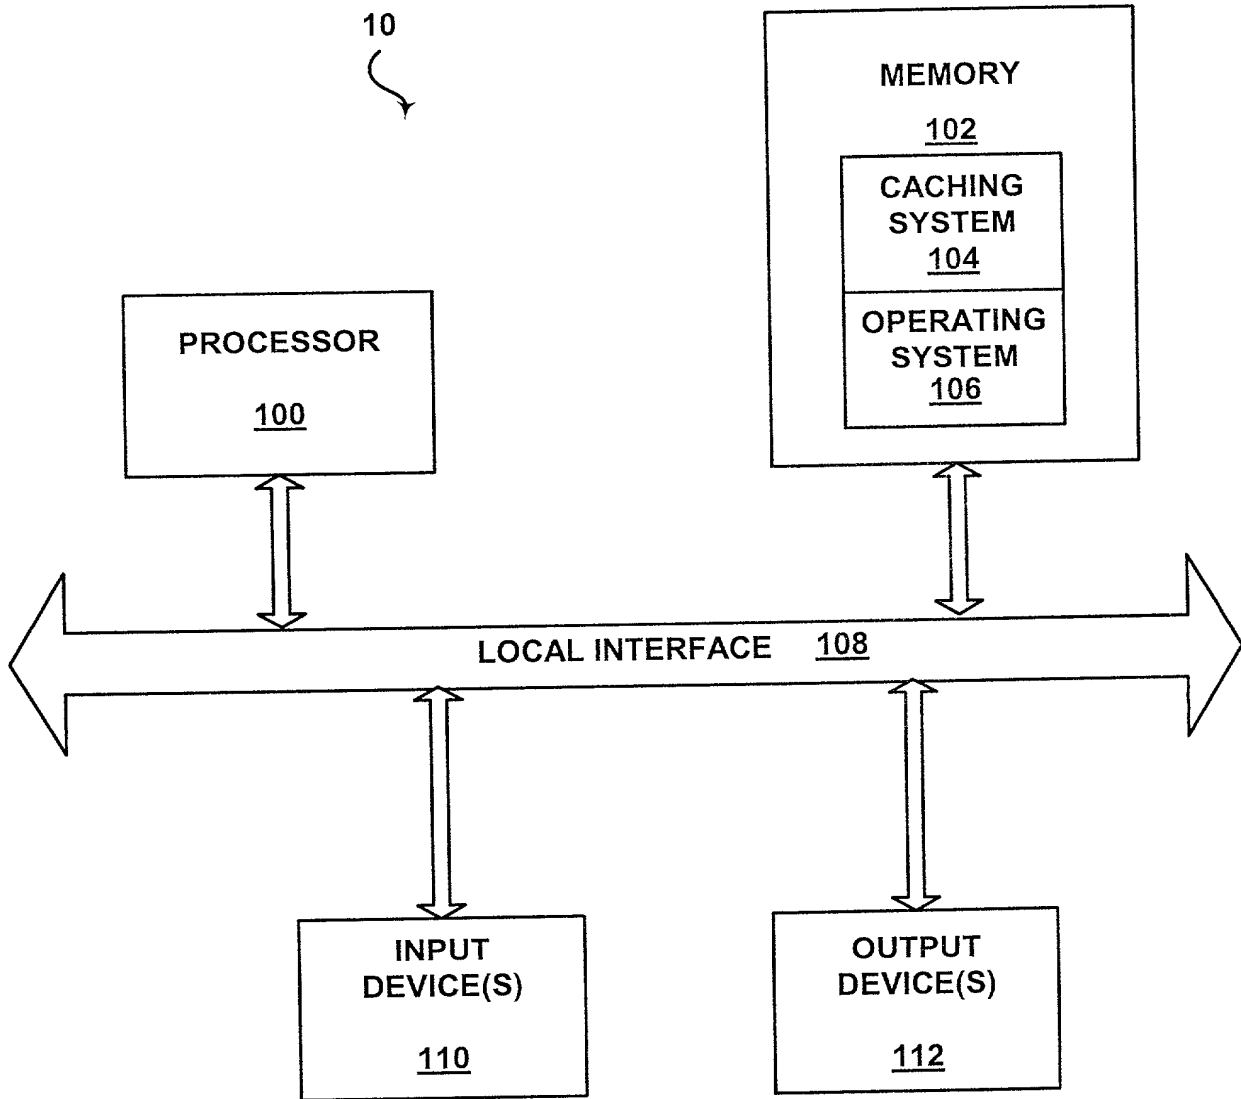 10
MEMORY
102
CACHING
SYSTEM
104
OPERATING
SYSTEM
106
PROCESSOR
100
LOCAL INTERFACE 108
INPUT
DEVICE(S)
110
OUTPUT
DEVICE(S)
112